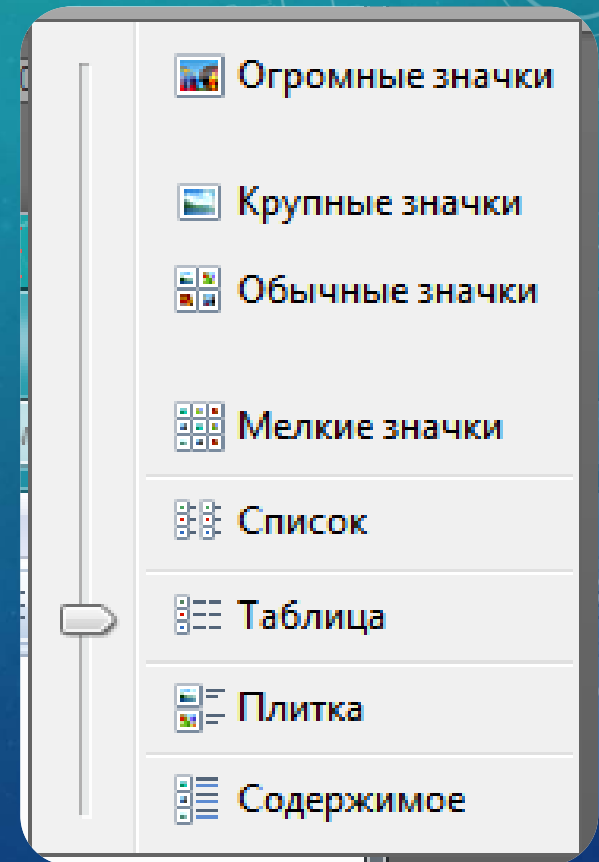 Огромные значки
Крупные значки
Обычные значки
Мелкие значки
Список
Таблица
Плитка
Содержимое